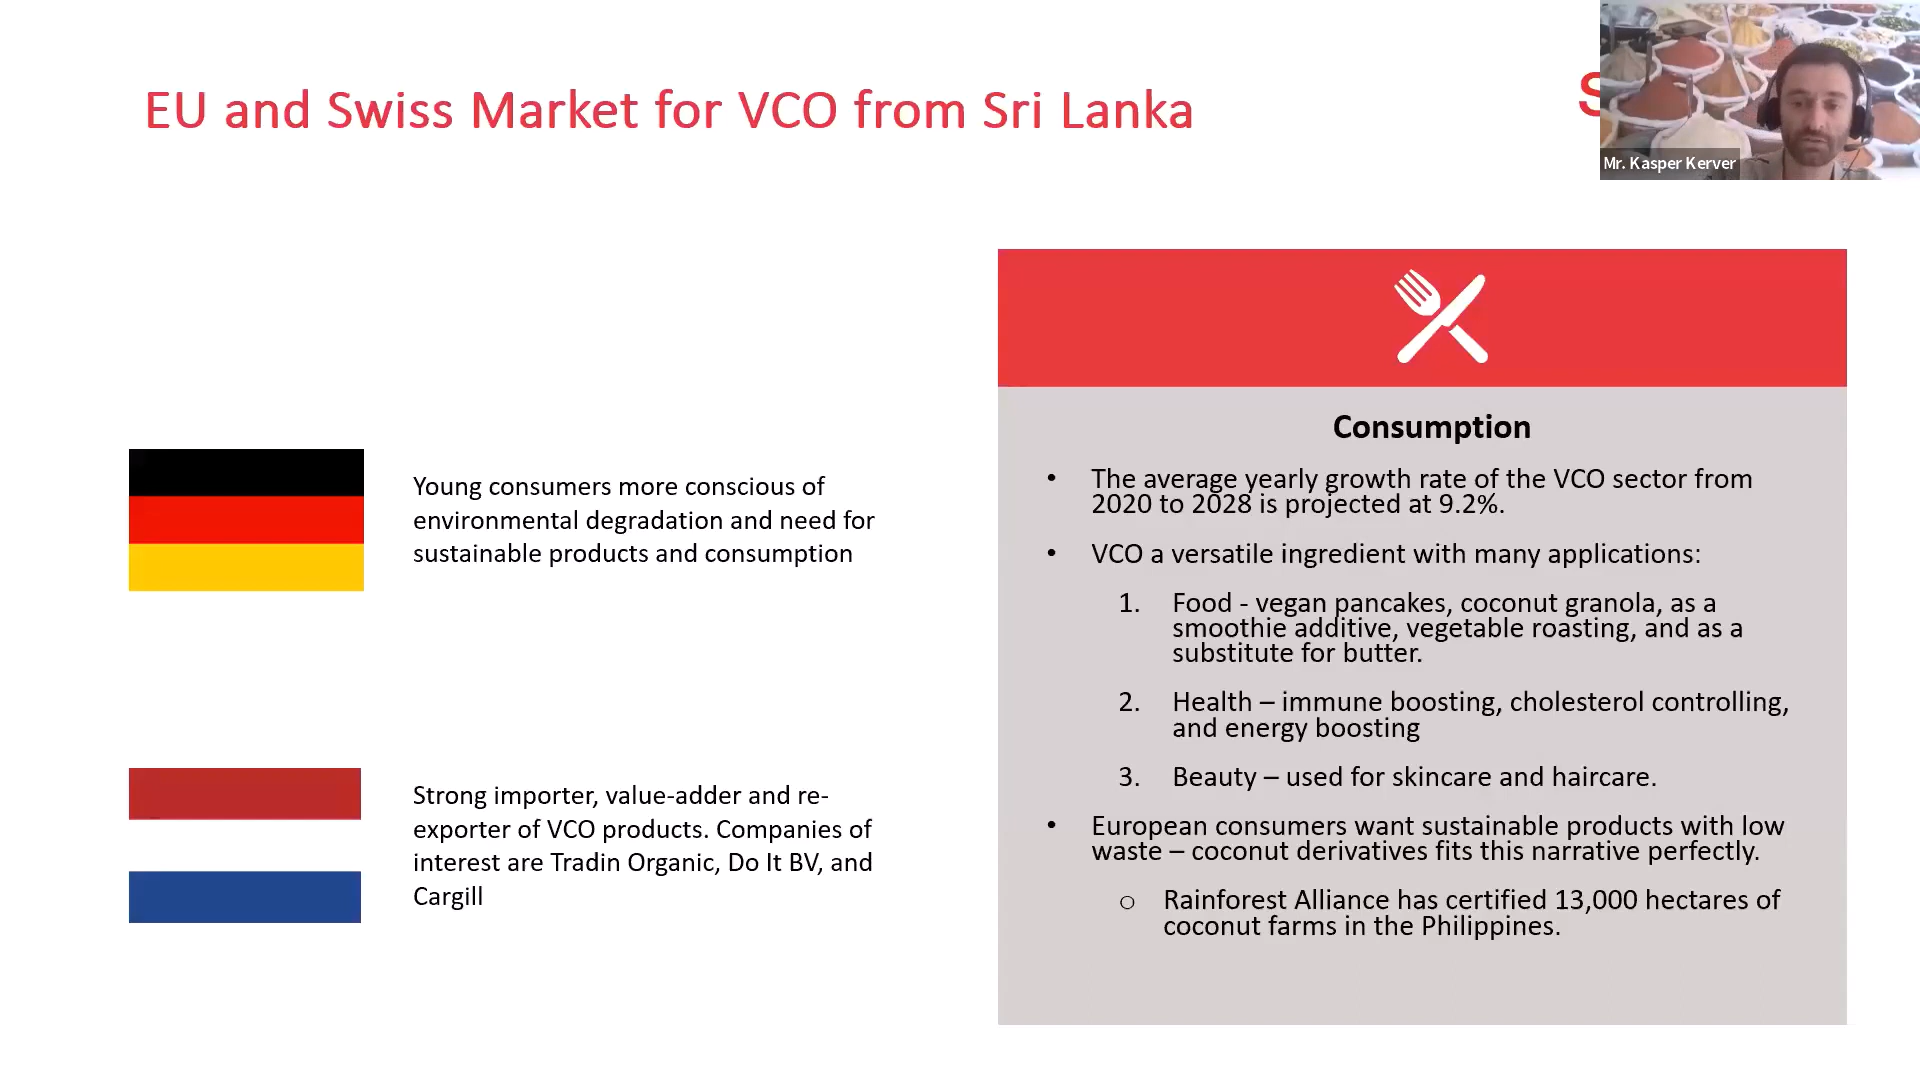 EU and Swiss Market for VCO from Sri Lanka
S
Mr. Kasper Kerver
Young consumers more conscious of
environmental degradation and need for
sustainable products and consumption
Strong importer, value-adder and re-
exporter of VCO products. Companies of
interest are Tradin Organic, Do It BV, and
Cargill
Consumption
• The average yearly growth rate of the VCO sector from
2020 to 2028 is projected at 9.2%.
• VCO a versatile ingredient with many applications:
1. Food - vegan pancakes, coconut granola, as a
smoothie additive, vegetable roasting, and as a
substitute for butter.
2. Health – immune boosting, cholesterol controlling,
and energy boosting
3. Beauty – used for skincare and haircare.
• European consumers want sustainable products with low
waste – coconut derivatives fits this narrative perfectly.
o Rainforest Alliance has certified 13,000 hectares of
coconut farms in the Philippines.